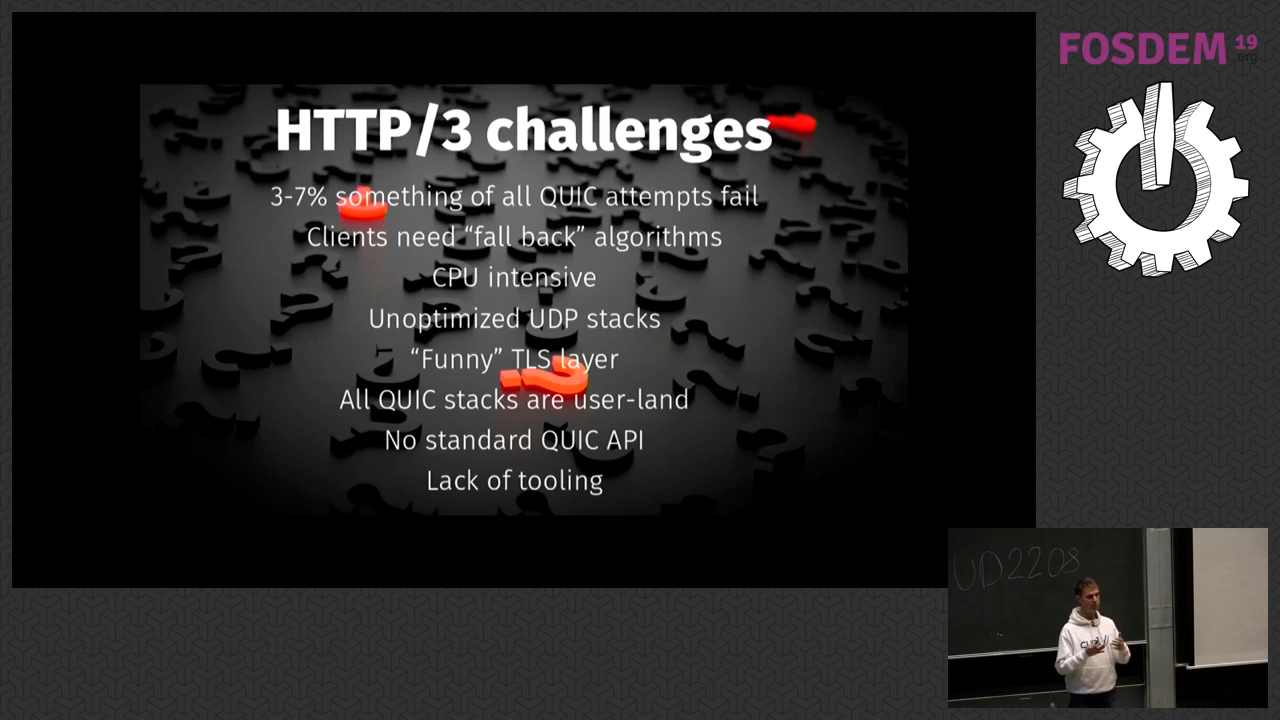 HTTP/3 challenges
3-7% something of all QUIC attempts fail
Clients need “fall back” algorithms
CPU intensive
Unoptimized UDP stacks
“Funny” TLS layer
All QUIC stacks are user-land
No standard QUIC API
Lack of tooling
FOSDEM 19
.org
UD2208